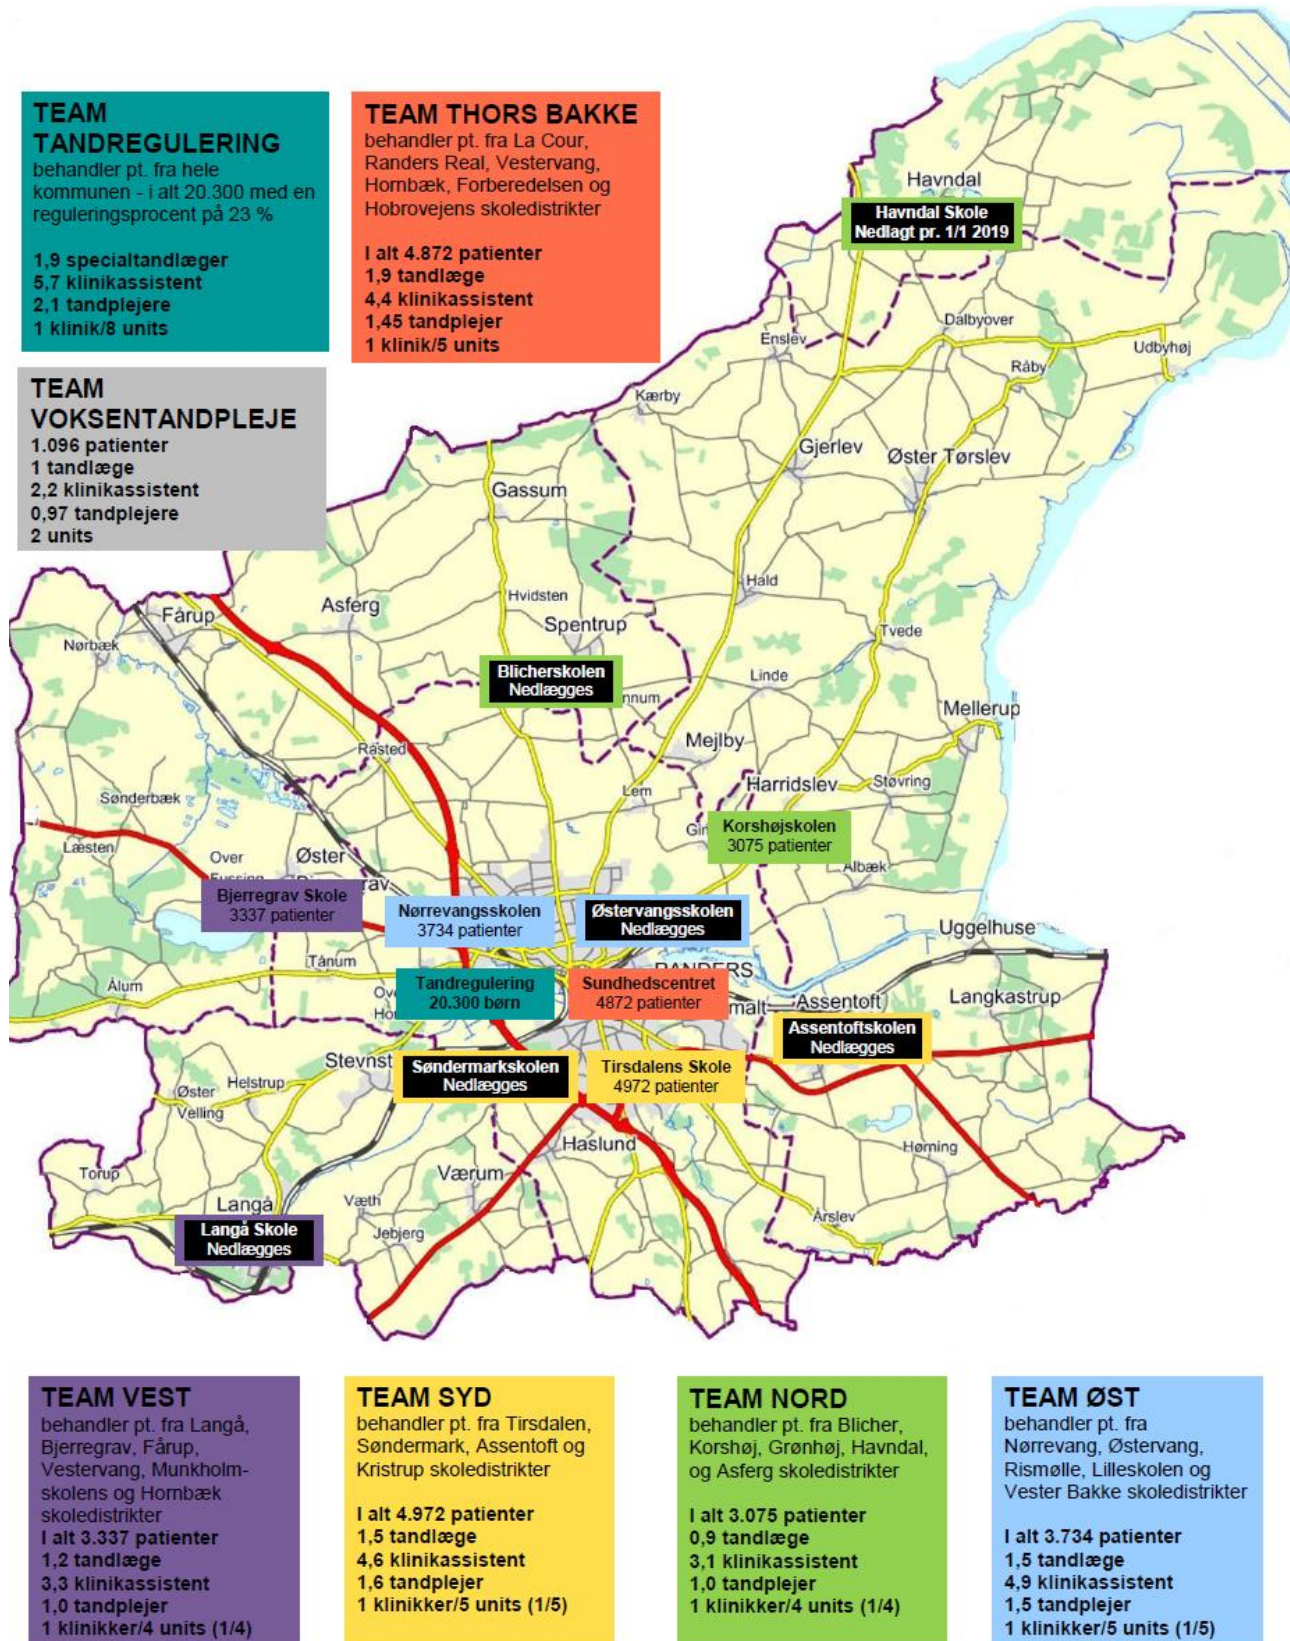 TEAM
TANDREGULERING
behandler pt. fra hele
kommunen - i alt 20.300 med en
reguleringsprocent på 23 %
1,9 specialtandlæger
5,7 klinikassistent
2,1 tandplejere
1 klinik/8 units
TEAM THORS BAKKE
behandler pt. fra La Cour,
Randers Real, Vestervang,
Hornbæk, Forberedelsen og
Hobrovejens skoledistrikter
I alt 4.872 patienter
1,9 tandlæge
4,4 klinikassistent
1,45 tandplejer
1 klinik/5 units
TEAM
VOKSENTANDPLEJE
1.096 patienter
1 tandlæge
2,2 klinikassistent
0,97 tandplejere
2 units
Havndal
Havndal Skole
Nedlagt pr. 1/1 2019
Dalbyover
Enslev
Udbyhøj
Råby
Kærby
Gjerlev
Øster Tørslev
Gassum
Hald
Hvidsten
Asferg
Fårup
Spentrup
Tvede
Nørbæk
Blicherskolen
Nedlægges
nnum
Linde
Mellerup
Mejlby
Rasted
Harridslev
Støvring
Sønderbæk
Lem
Korshøjskolen
3075 patienter
Læsten
Over
Øster
Albæk
Bjerregrav Skole
3337 patienter
rav
Nørrevangsskolen
3734 patienter
Østervangsskolen
Nedlægges
Uggelhuse
Tånum
RANDERS
Ålum
Tandregulering
20.300 børn
Sundhedscentret
4872 patienter
malt
Assentoft
Langkastrup
Assentoftskolen
Nedlægges
Stevnst
Søndermarkskolen
Nedlægges
Tirsdalens Skole
4972 patienter
Øster
Velling
Helstrup
Haslund
Hørning
Torup
Værum
Langå
Væth
Årslev
Langå Skole
Nedlægges
Jebjerg
TEAM VEST
behandler pt. fra Langå,
Bjerregrav, Fårup,
Vestervang, Munkholm-
skolens og Hornbæk
skoledistrikter
I alt 3.337 patienter
1,2 tandlæge
3,3 klinikassistent
1,0 tandplejer
1 klinikker/4 units (1/4)
TEAM SYD
behandler pt. fra Tirsdalen,
Søndermark, Assentoft og
Kristrup skoledistrikter
I alt 4.972 patienter
1,5 tandlæge
4,6 klinikassistent
1,6 tandplejer
1 klinikker/5 units (1/5)
TEAM NORD
behandler pt. fra Blicher,
Korshøj, Grønhøj, Havndal,
og Asferg skoledistrikter
I alt 3.075 patienter
0,9 tandlæge
3,1 klinikassistent
1,0 tandplejer
1 klinikker/4 units (1/4)
TEAM ØST
behandler pt. fra
Nørrevang, Østervang,
Rismølle, Lilleskolen og
Vester Bakke skoledistrikter
I alt 3.734 patienter
1,5 tandlæge
4,9 klinikassistent
1,5 tandplejer
1 klinikker/5 units (1/5)